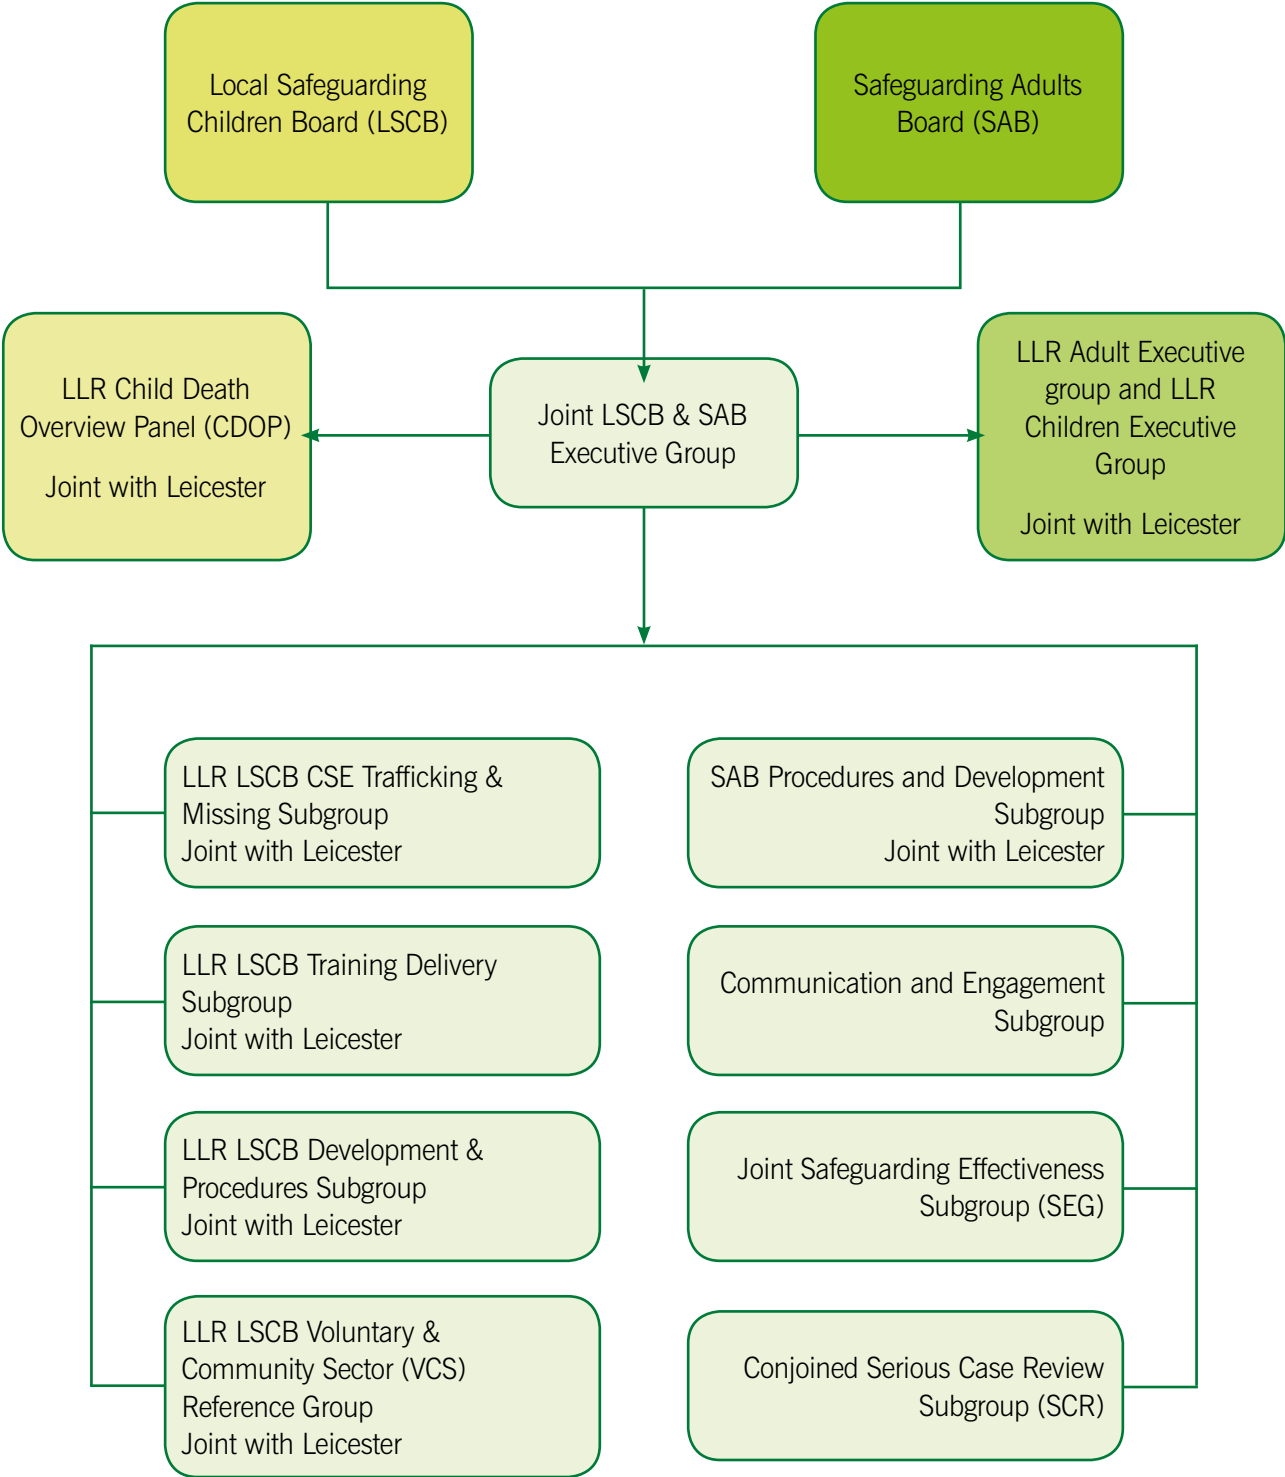 Local Safeguarding
Children Board (LSCB)
Safeguarding Adults
Board (SAB)
LLR Child Death
Overview Panel (CDOP)
Joint with Leicester
Joint LSCB & SAB
Executive Group
LLR Adult Executive
group and LLR
Children Executive
Group
Joint with Leicester
LLR LSCB CSE Trafficking &
Missing Subgroup
Joint with Leicester
SAB Procedures and Development
Subgroup
Joint with Leicester
LLR LSCB Training Delivery
Subgroup
Joint with Leicester
Communication and Engagement
Subgroup
LLR LSCB Development &
Procedures Subgroup
Joint with Leicester
Joint Safeguarding Effectiveness
Subgroup (SEG)
LLR LSCB Voluntary &
Community Sector (VCS)
Reference Group
Joint with Leicester
Conjoined Serious Case Review
Subgroup (SCR)